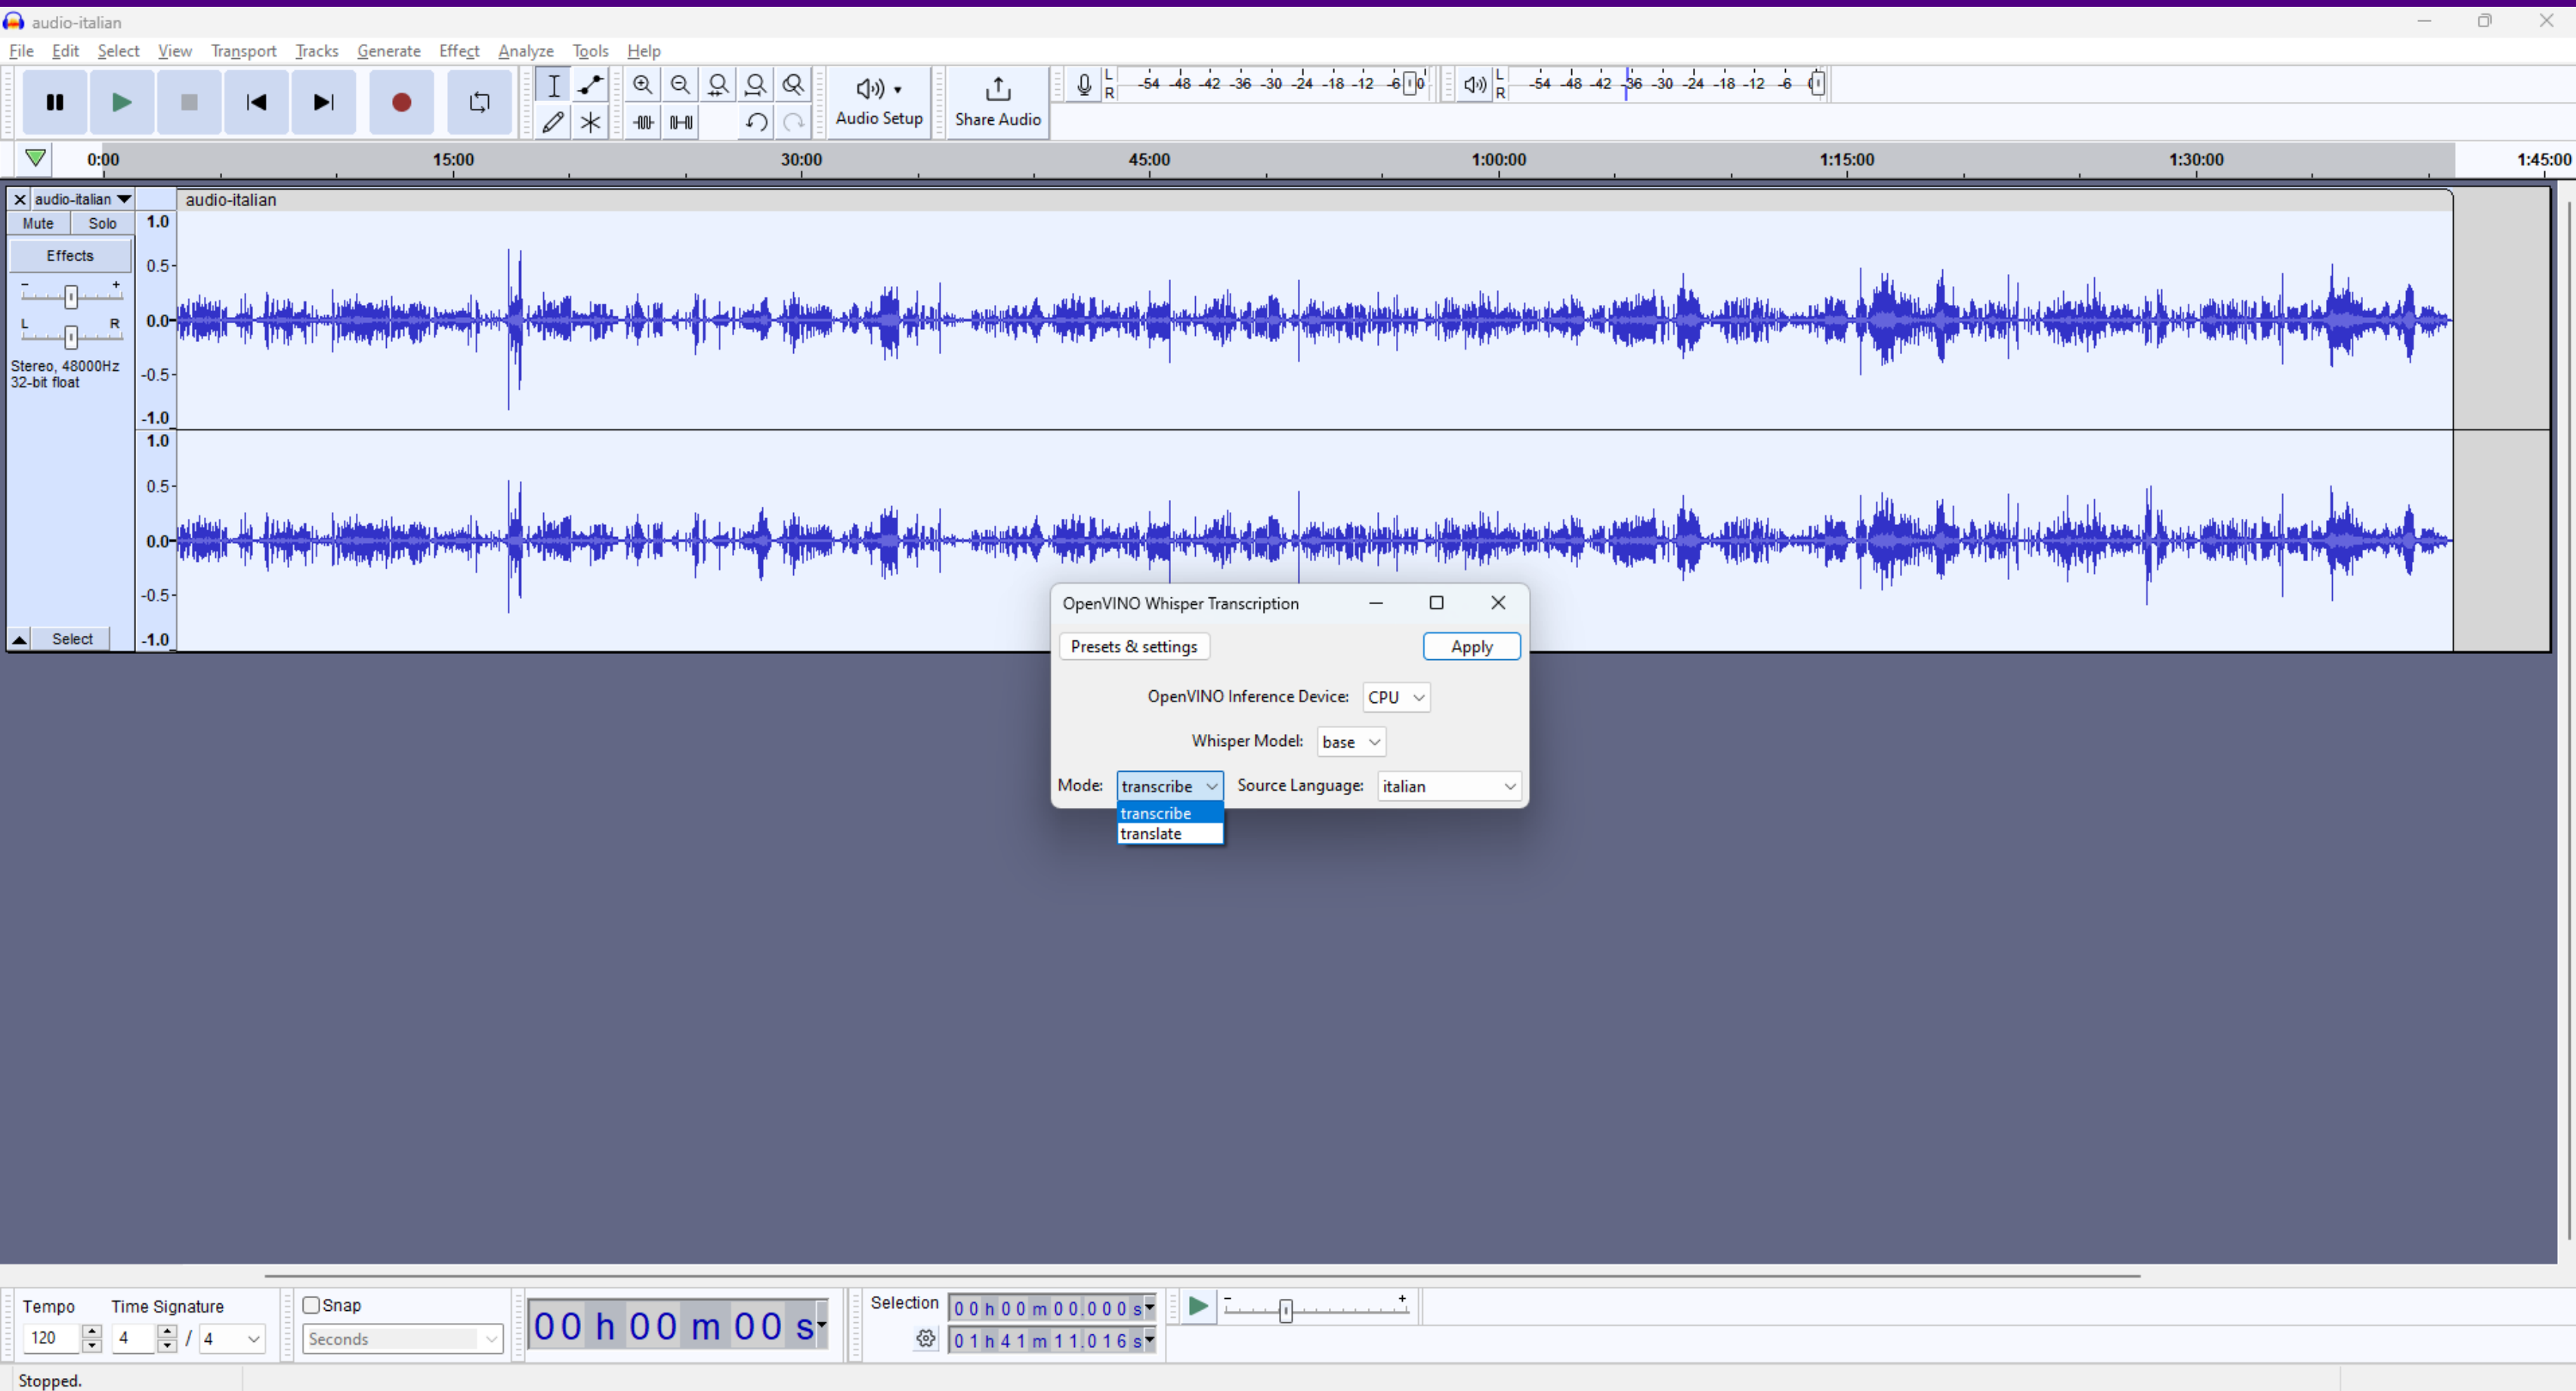 audio-italian
File Edit Select View Transport Tracks Generate Effect Analyze Tools Help
L R -54 -48 -42 -36 -30 -24 -18 -12 -6 0
L R -54 -48 -42 -36 -30 -24 -18 -12 -6
Audio Setup
Share Audio
0:00 15:00 30:00 45:00 1:00:00 1:15:00 1:30:00 1:45:00
audio-italian
audio-italian
Mute Solo
Effects
- +
L R
Stereo, 48000Hz
32-bit float
Select
1.0
0.5-
0.0-
-0.5-
-1.0
1.0
0.5-
0.0-
-0.5-
-1.0
OpenVINO Whisper Transcription
Presets & settings Apply
OpenVINO Inference Device: CPU
Whisper Model: base
Mode: transcribe Source Language: italian
transcribe
translate
Tempo Time Signature
120 4 / 4
Snap
Seconds
00 h 00 m 00 s
Selection
00 h 00 m 00.000 s
01 h 41 m 11.016 s
- +
Stopped.